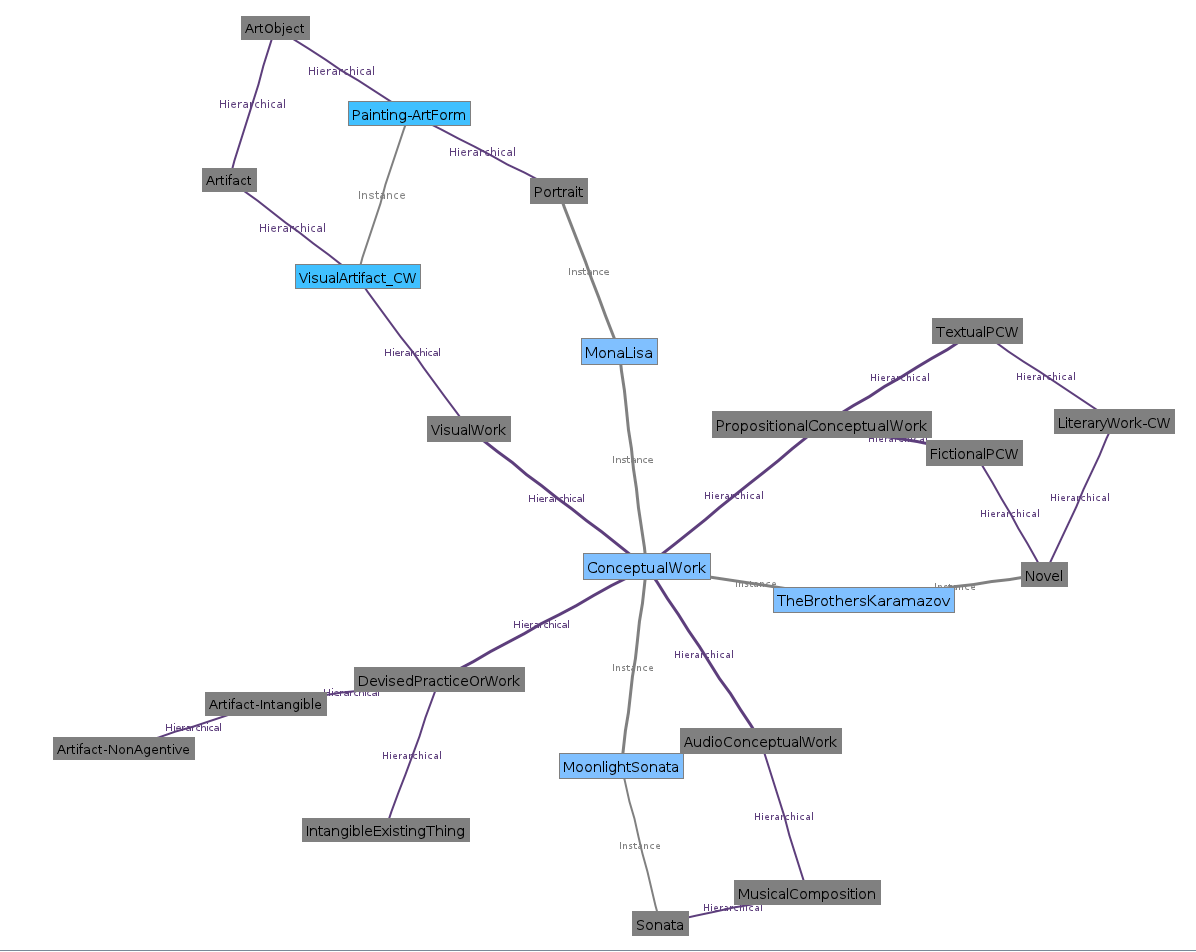 ArtObject
Hierarchical
Hierarchical
Painting-ArtForm
Hierarchical
Artifact
Portrait
Instance
Hierarchical
VisualArtifact_CW
Instance
TextualPCW
MonaLisa
Hierarchical
Hierarchical
Hierarchical
PropositionalConceptualWork
LiteraryWork-CW
VisualWork
Hierarchical
FictionalPCW
Instance
Hierarchical
Hierarchical
Hierarchical
Hierarchical
ConceptualWork
Novel
Instance
Instance
TheBrothersKaramazov
Hierarchical
Hierarchical
Instance
DevisedPracticeOrWork
Hierarchical
Artifact-Intangible
Hierarchical
Artifact-NonAgentive
AudioConceptualWork
Hierarchical
MoonlightSonata
Hierarchical
IntangibleExistingThing
Instance
MusicalComposition
Hierarchical
Sonata